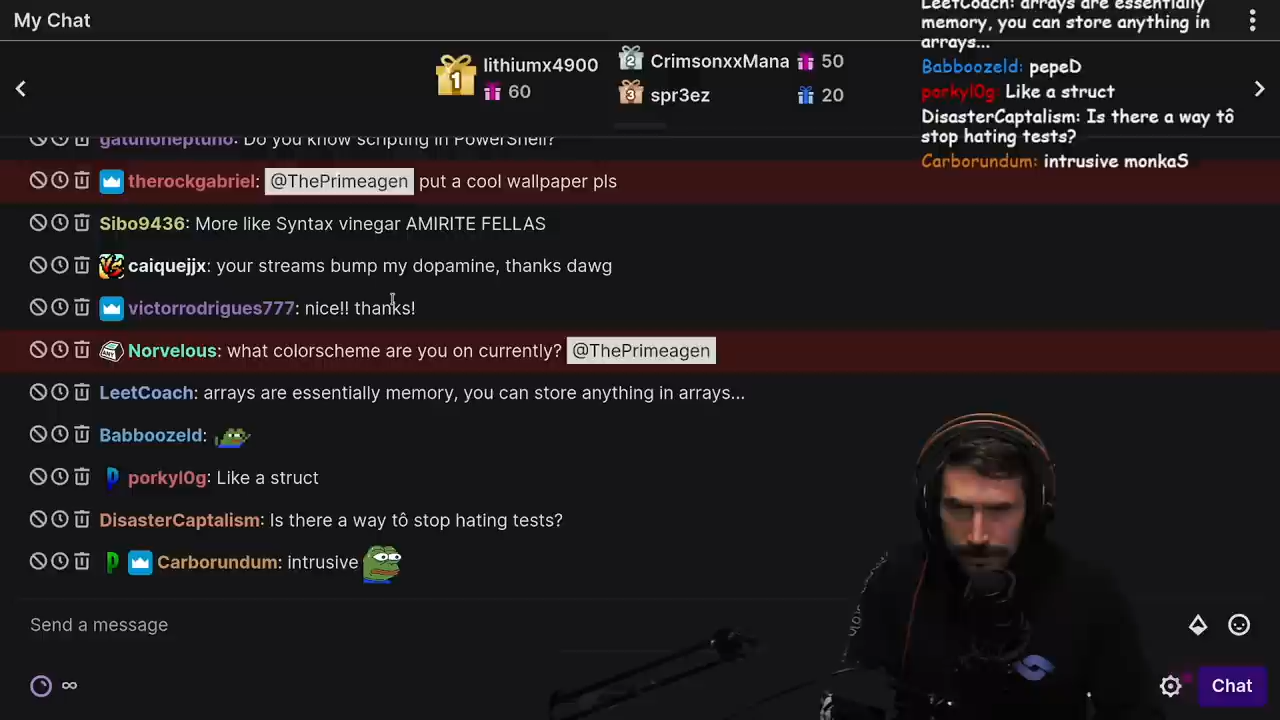 My Chat
lithiumx4900
60
CrimsonxxMana 50
spr3ez 20
1
2
3
gatunoneptuno: Do you know scripting in PowerShell?
therockgabriel: @ThePrimeagen put a cool wallpaper pls
Sibo9436: More like Syntax vinegar AMIRITE FELLAS
caiquejjx: your streams bump my dopamine, thanks dawg
victorrodrigues777: nice!! thanks!
Norvelous: what colorscheme are you on currently? @ThePrimeagen
LeetCoach: arrays are essentially memory, you can store anything in arrays...
Babboozeld:
porkyl0g: Like a struct
DisasterCaptalism: Is there a way tô stop hating tests?
Carborundum: intrusive
Send a message
∞
Chat
LeetCoach: arrays are essentially
memory, you can store anything in
arrays...
Babboozeld: pepeD
porkyl0g: Like a struct
DisasterCaptalism: Is there a way tô
stop hating tests?
Carborundum: intrusive monkaS